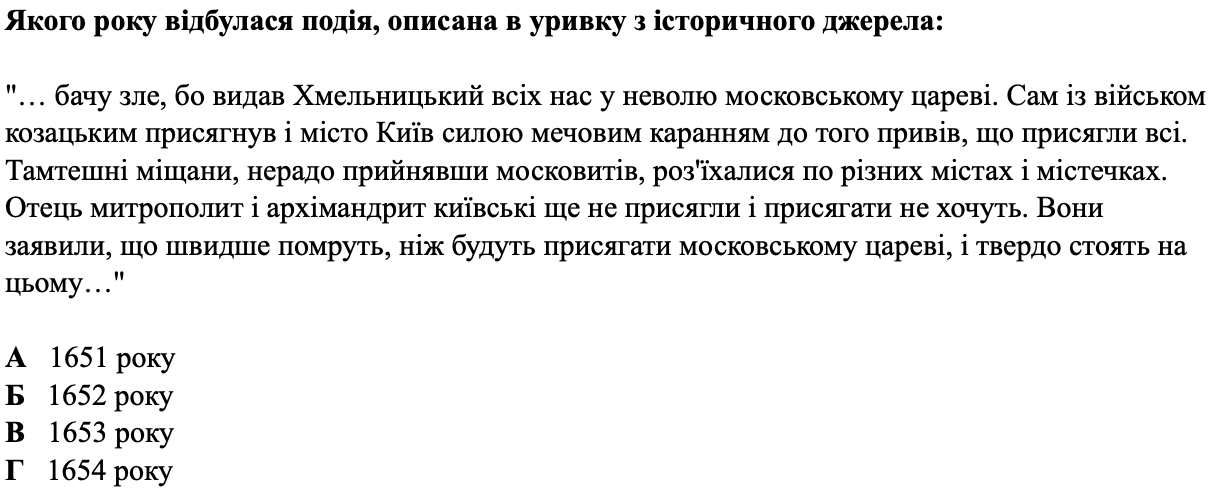 Якого року відбулася подія, описана в уривку з історичного джерела:
"… бачу зле, бо видав Хмельницький всіх нас у неволю московському цареві. Сам із військом
козацьким присягнув і місто Київ силою мечовим каранням до того привів, що присягли всі.
Тамтешні міщани, нерадо прийнявши московитів, роз'їхалися по різних містах і містечках.
Отець митрополит і архімандрит київські ще не присягли і присягати не хочуть. Вони
заявили, що швидше помруть, ніж будуть присягати московському цареві, і твердо стоять на
цьому…"
А 1651 року
Б 1652 року
В 1653 року
Г 1654 року